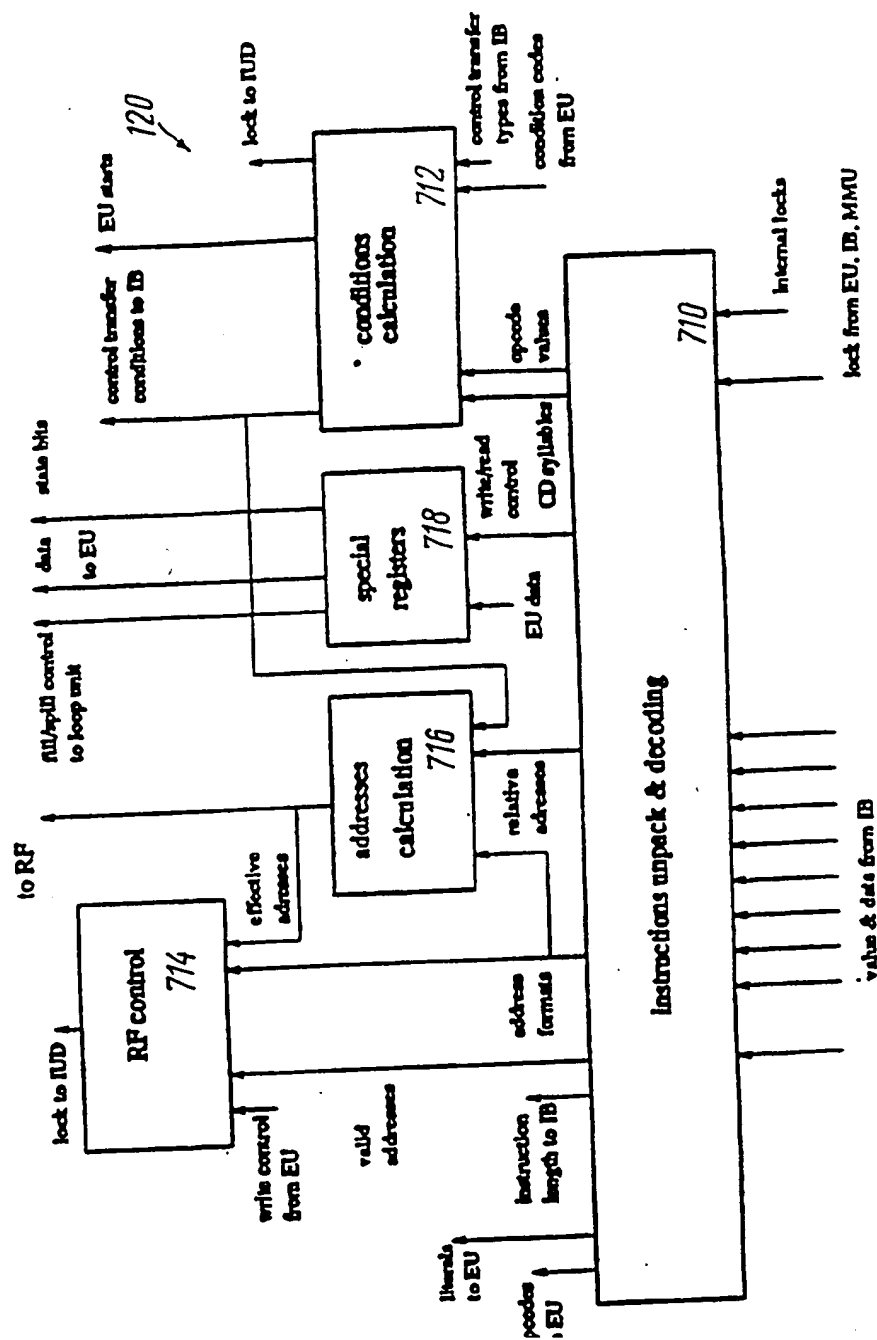 to RF
fill/spill control
to loop unit
data
to EU
state bits
lock to IUD
control transfer
conditions to IB
EU starts
120
RF control
714
lock to IUD
write control
from EU
effective
adresses
addresses
calculation
716
special
registers
718
conditions
calculation
712
valid
addresses
address
formats
relative
adresses
EU data
write/read
control
CD syllables
opcode
values
control transfer
types from IB
condition codes
from EU
pcodes
EU
literals
to EU
instruction
length to IB
instructions unpack & decoding
710
value & data from IB
internal locks
lock from EU, IB, MMU